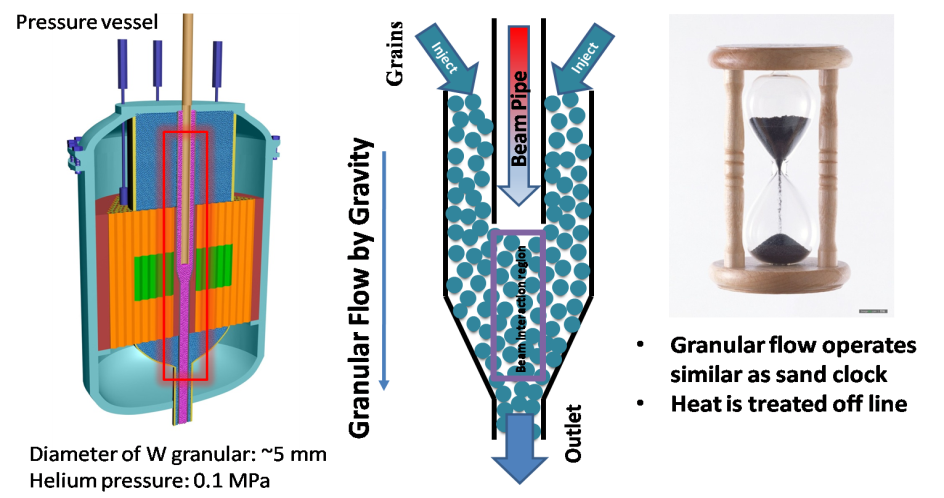 Pressure vessel
Diameter of W granular: ~5 mm
Helium pressure: 0.1 MPa
Grains
Inject
Inject
Beam Pipe
Granular Flow by Gravity
Beam interaction region
Outlet
• Granular flow operates
similar as sand clock
• Heat is treated off line